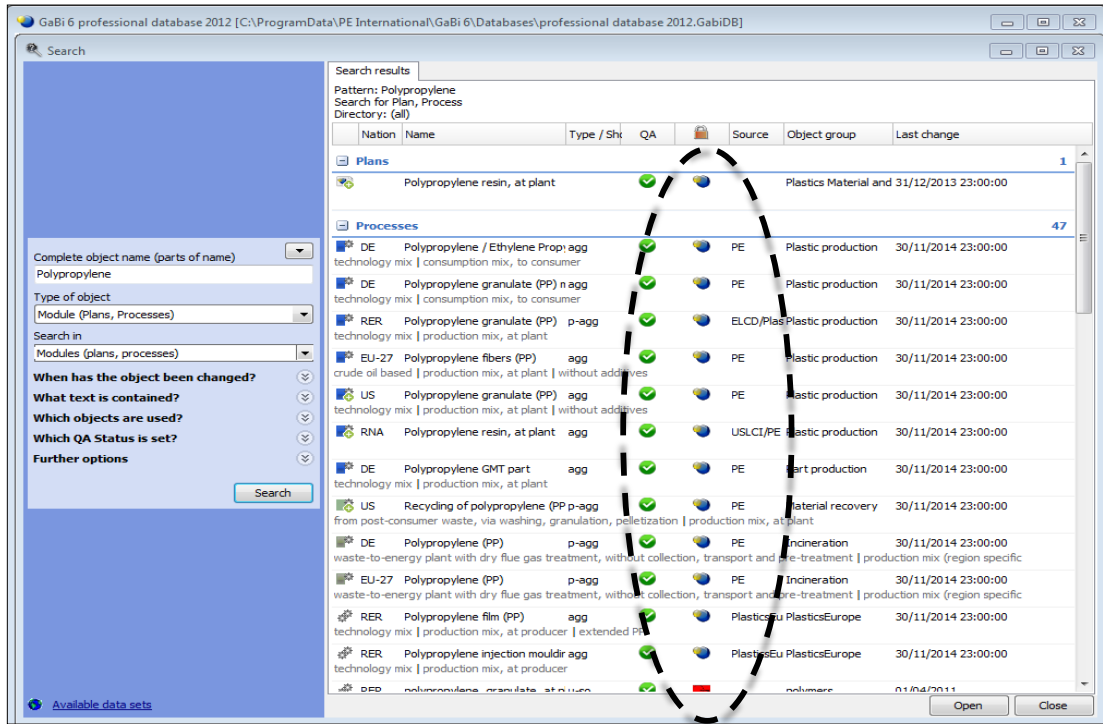 GaBi 6 professional database 2012 [C:\ProgramData\PE International\GaBi 6\Databases\professional database 2012.GabiDB]
Search
Search results
Pattern: Polypropylene
Search for Plan, Process
Directory: (all)
Nation Name Type / Sho QA Source Object group Last change
Plans 1
Polypropylene resin, at plant Plastics Material and 31/12/2013 23:00:00
Processes 47
DE Polypropylene / Ethylene Prop agg PE Plastic production 30/11/2014 23:00:00
technology mix | consumption mix, to consumer
DE Polypropylene granulate (PP) n agg PE Plastic production 30/11/2014 23:00:00
technology mix | consumption mix, to consumer
RER Polypropylene granulate (PP) p-agg ELCD/Plas Plastic production 30/11/2014 23:00:00
technology mix | production mix, at plant
EU-27 Polypropylene fibers (PP) agg PE Plastic production 30/11/2014 23:00:00
crude oil based | production mix, at plant | without additives
US Polypropylene granulate (PP) agg PE Plastic production 30/11/2014 23:00:00
technology mix | production mix, at plant | without additives
RNA Polypropylene resin, at plant agg USLCI/PE Plastic production 30/11/2014 23:00:00
DE Polypropylene GMT part agg PE Part production 30/11/2014 23:00:00
technology mix | production mix, at plant
US Recycling of polypropylene (PP p-agg PE Material recovery 30/11/2014 23:00:00
from post-consumer waste, via washing, granulation, pelletization | production mix, at plant
DE Polypropylene (PP) p-agg PE Incineration 30/11/2014 23:00:00
waste-to-energy plant with dry flue gas treatment, without collection, transport and pre-treatment | production mix (region specific
EU-27 Polypropylene (PP) p-agg PE Incineration 30/11/2014 23:00:00
waste-to-energy plant with dry flue gas treatment, without collection, transport and pre-treatment | production mix (region specific
RER Polypropylene film (PP) agg PlasticsEu PlasticsEurope 30/11/2014 23:00:00
technology mix | production mix, at producer | extended PP
RER Polypropylene injection mouldir agg PlasticsEu PlasticsEurope 30/11/2014 23:00:00
technology mix | production mix, at producer
RER polypropylene, granulate, at p u-so polymers 01/04/2011
Complete object name (parts of name)
Polypropylene
Type of object
Module (Plans, Processes)
Search in
Modules (plans, processes)
When has the object been changed?
What text is contained?
Which objects are used?
Which QA Status is set?
Further options
Search
Available data sets
Open Close